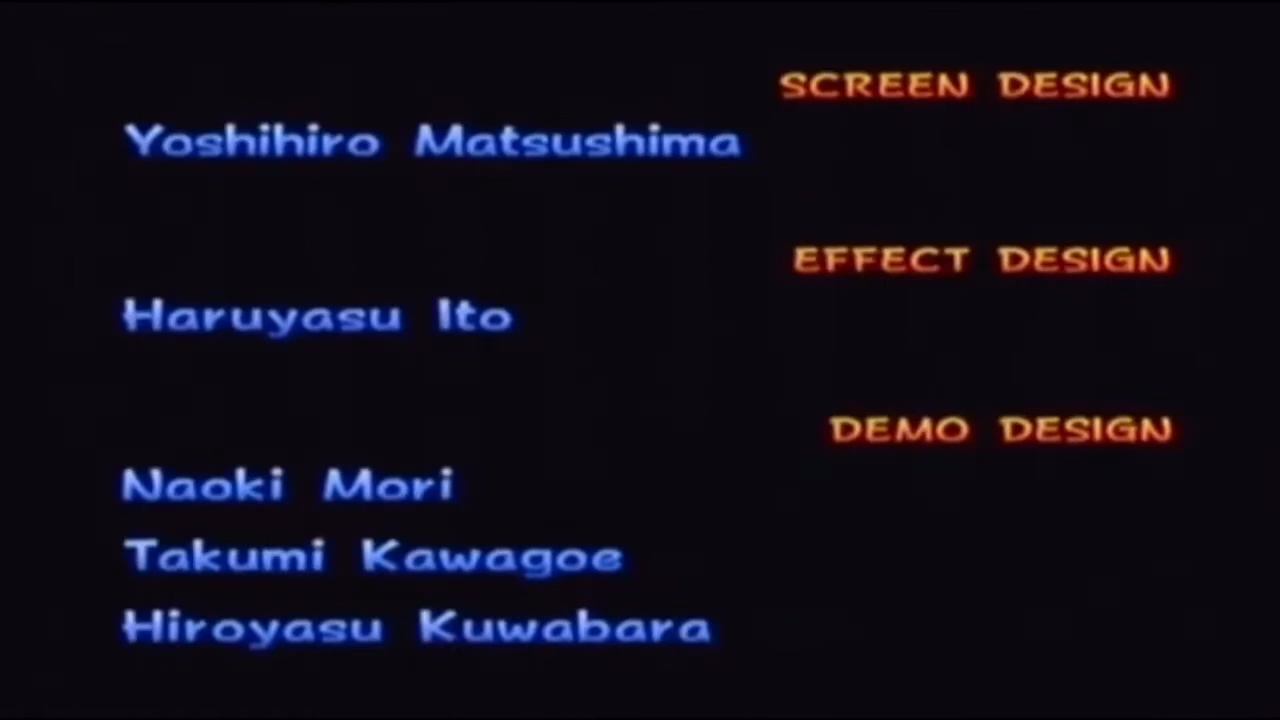 SCREEN DESIGN
Yoshihiro Matsushima
EFFECT DESIGN
Haruyasu Ito
DEMO DESIGN
Naoki Mori
Takumi Kawagoe
Hiroyasu Kuwabara